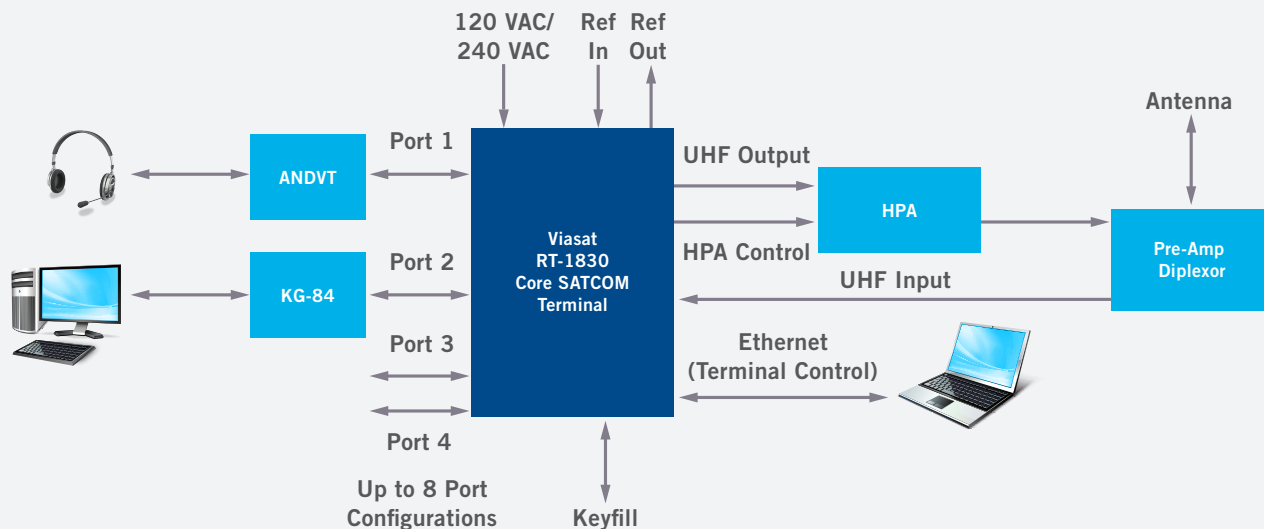 120 VAC/
240 VAC
Ref
In
Ref
Out
Antenna
Port 1
ANDVT
UHF Output
HPA
HPA Control
Pre-Amp
Diplexor
Viasat
RT-1830
Core SATCOM
Terminal
Port 2
KG-84
UHF Input
Port 3
Ethernet
(Terminal Control)
Port 4
Up to 8 Port
Configurations
Keyfill